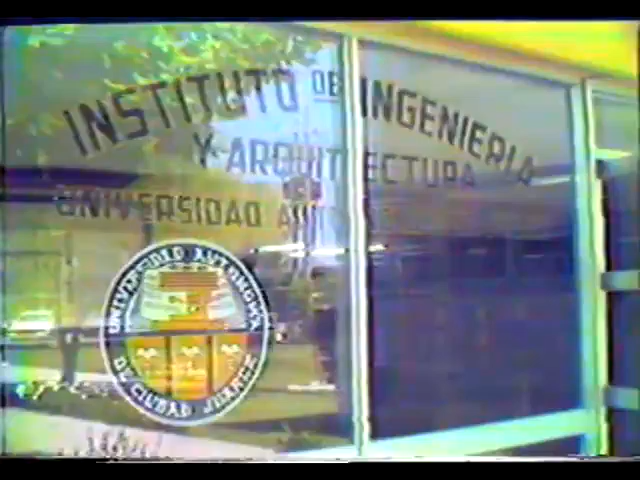 INSTITUTO DE INGENIERIA
Y ARQUITECTURA
UNIVERSIDAD
UNIVERSIDAD AUTONOMA
DE CIUDAD JUAREZ